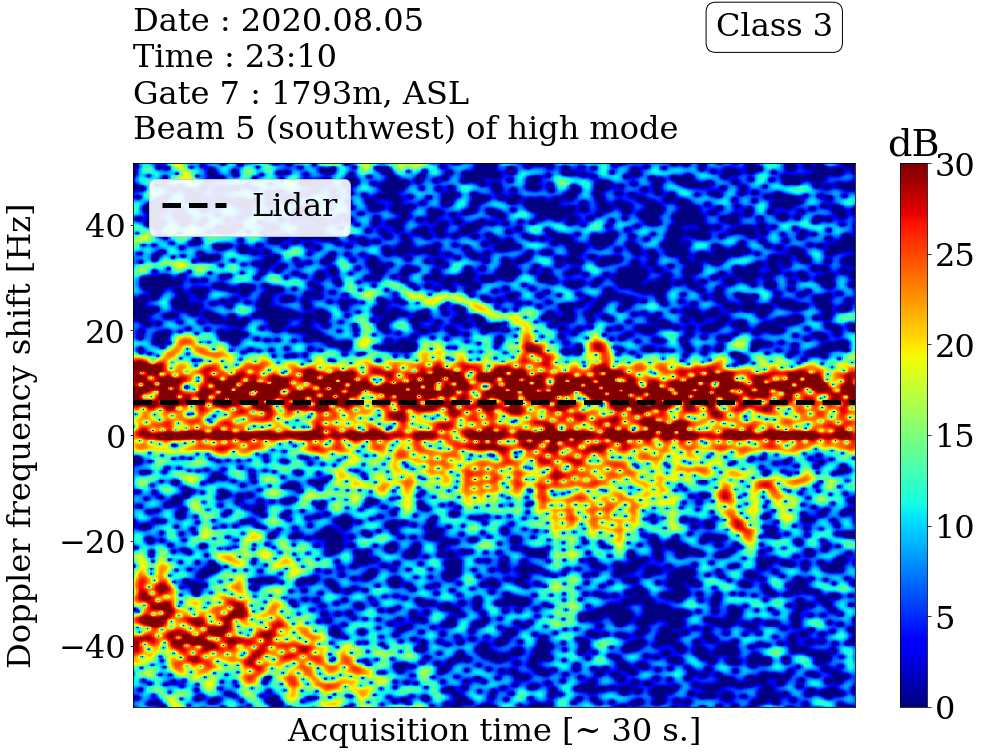 Date : 2020.08.05
Time : 23:10
Gate 7 : 1793m, ASL
Beam 5 (southwest) of high mode
Class 3
dB
Lidar
Doppler frequency shift [Hz]
40
20
0
−20
−40
30
25
20
15
10
5
0
Acquisition time [~ 30 s.]